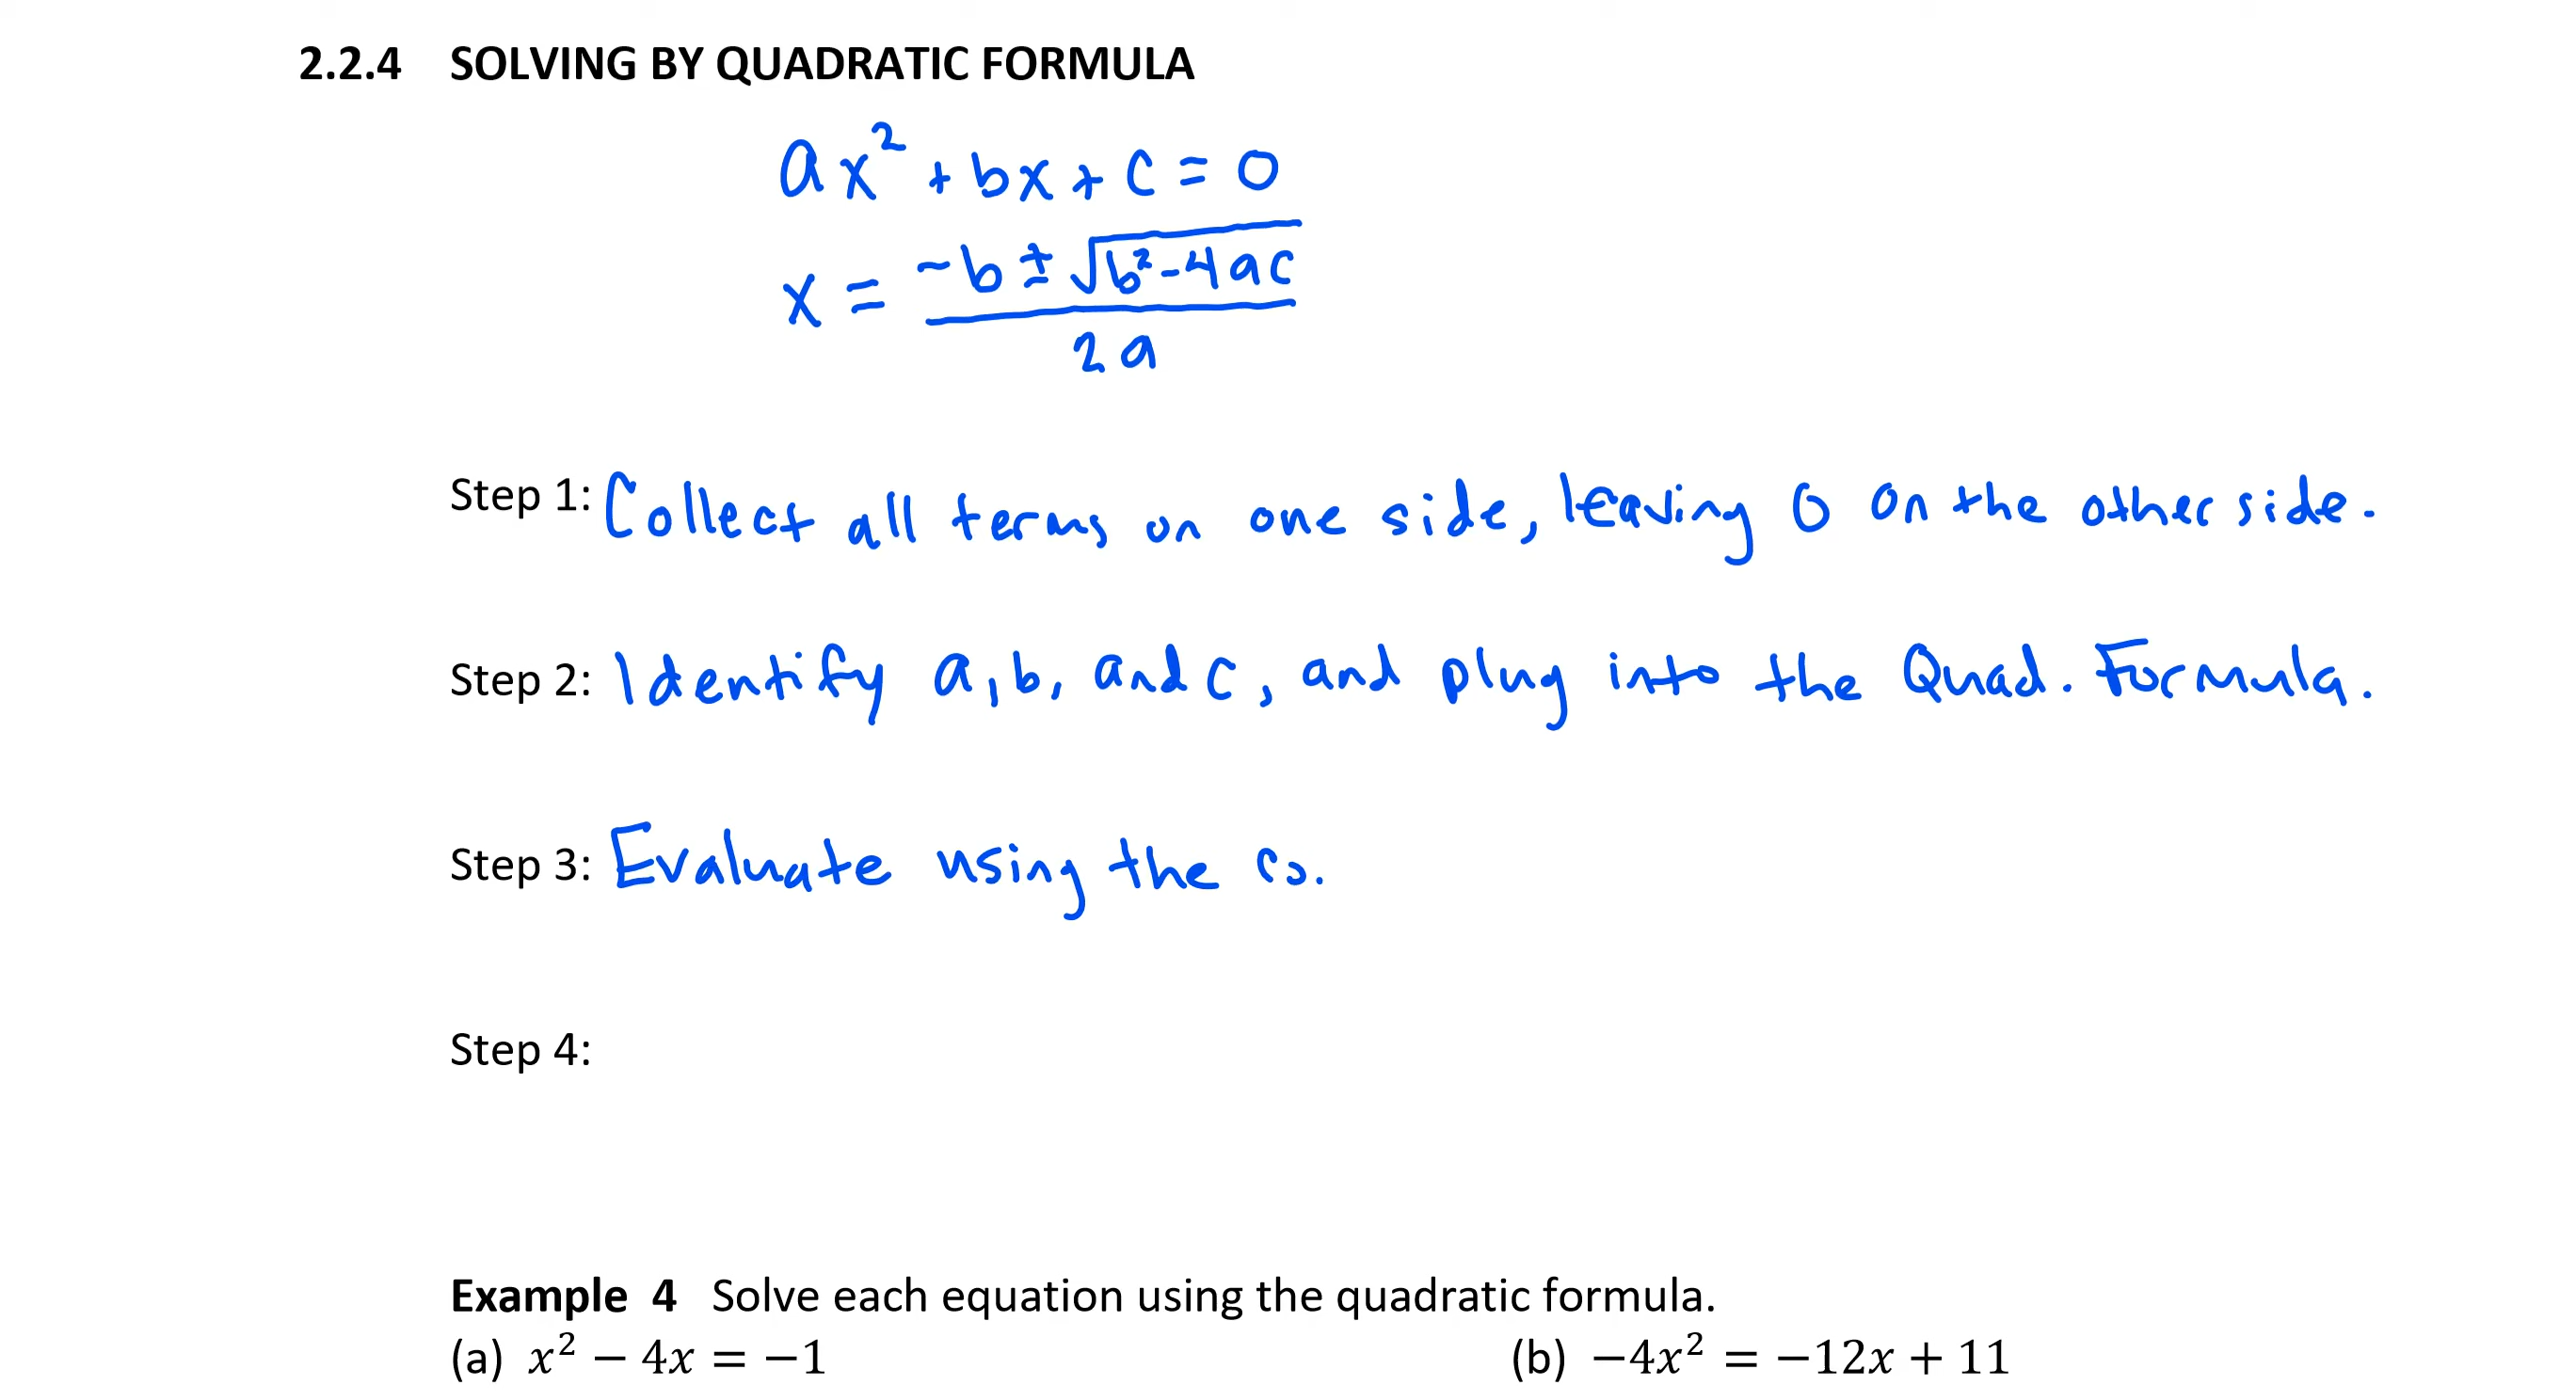 2.2.4 SOLVING BY QUADRATIC FORMULA
ax² + bx + c = 0
x = (-b ± √(b²-4ac)) / 2a
Step 1: Collect all terms on one side, leaving 0 on the other side.
Step 2: Identify a, b, and c, and plug into the Quad. Formula.
Step 3: Evaluate using the cs.
Step 4:
Example 4 Solve each equation using the quadratic formula.
(a) x² − 4x = −1 (b) −4x² = −12x + 11